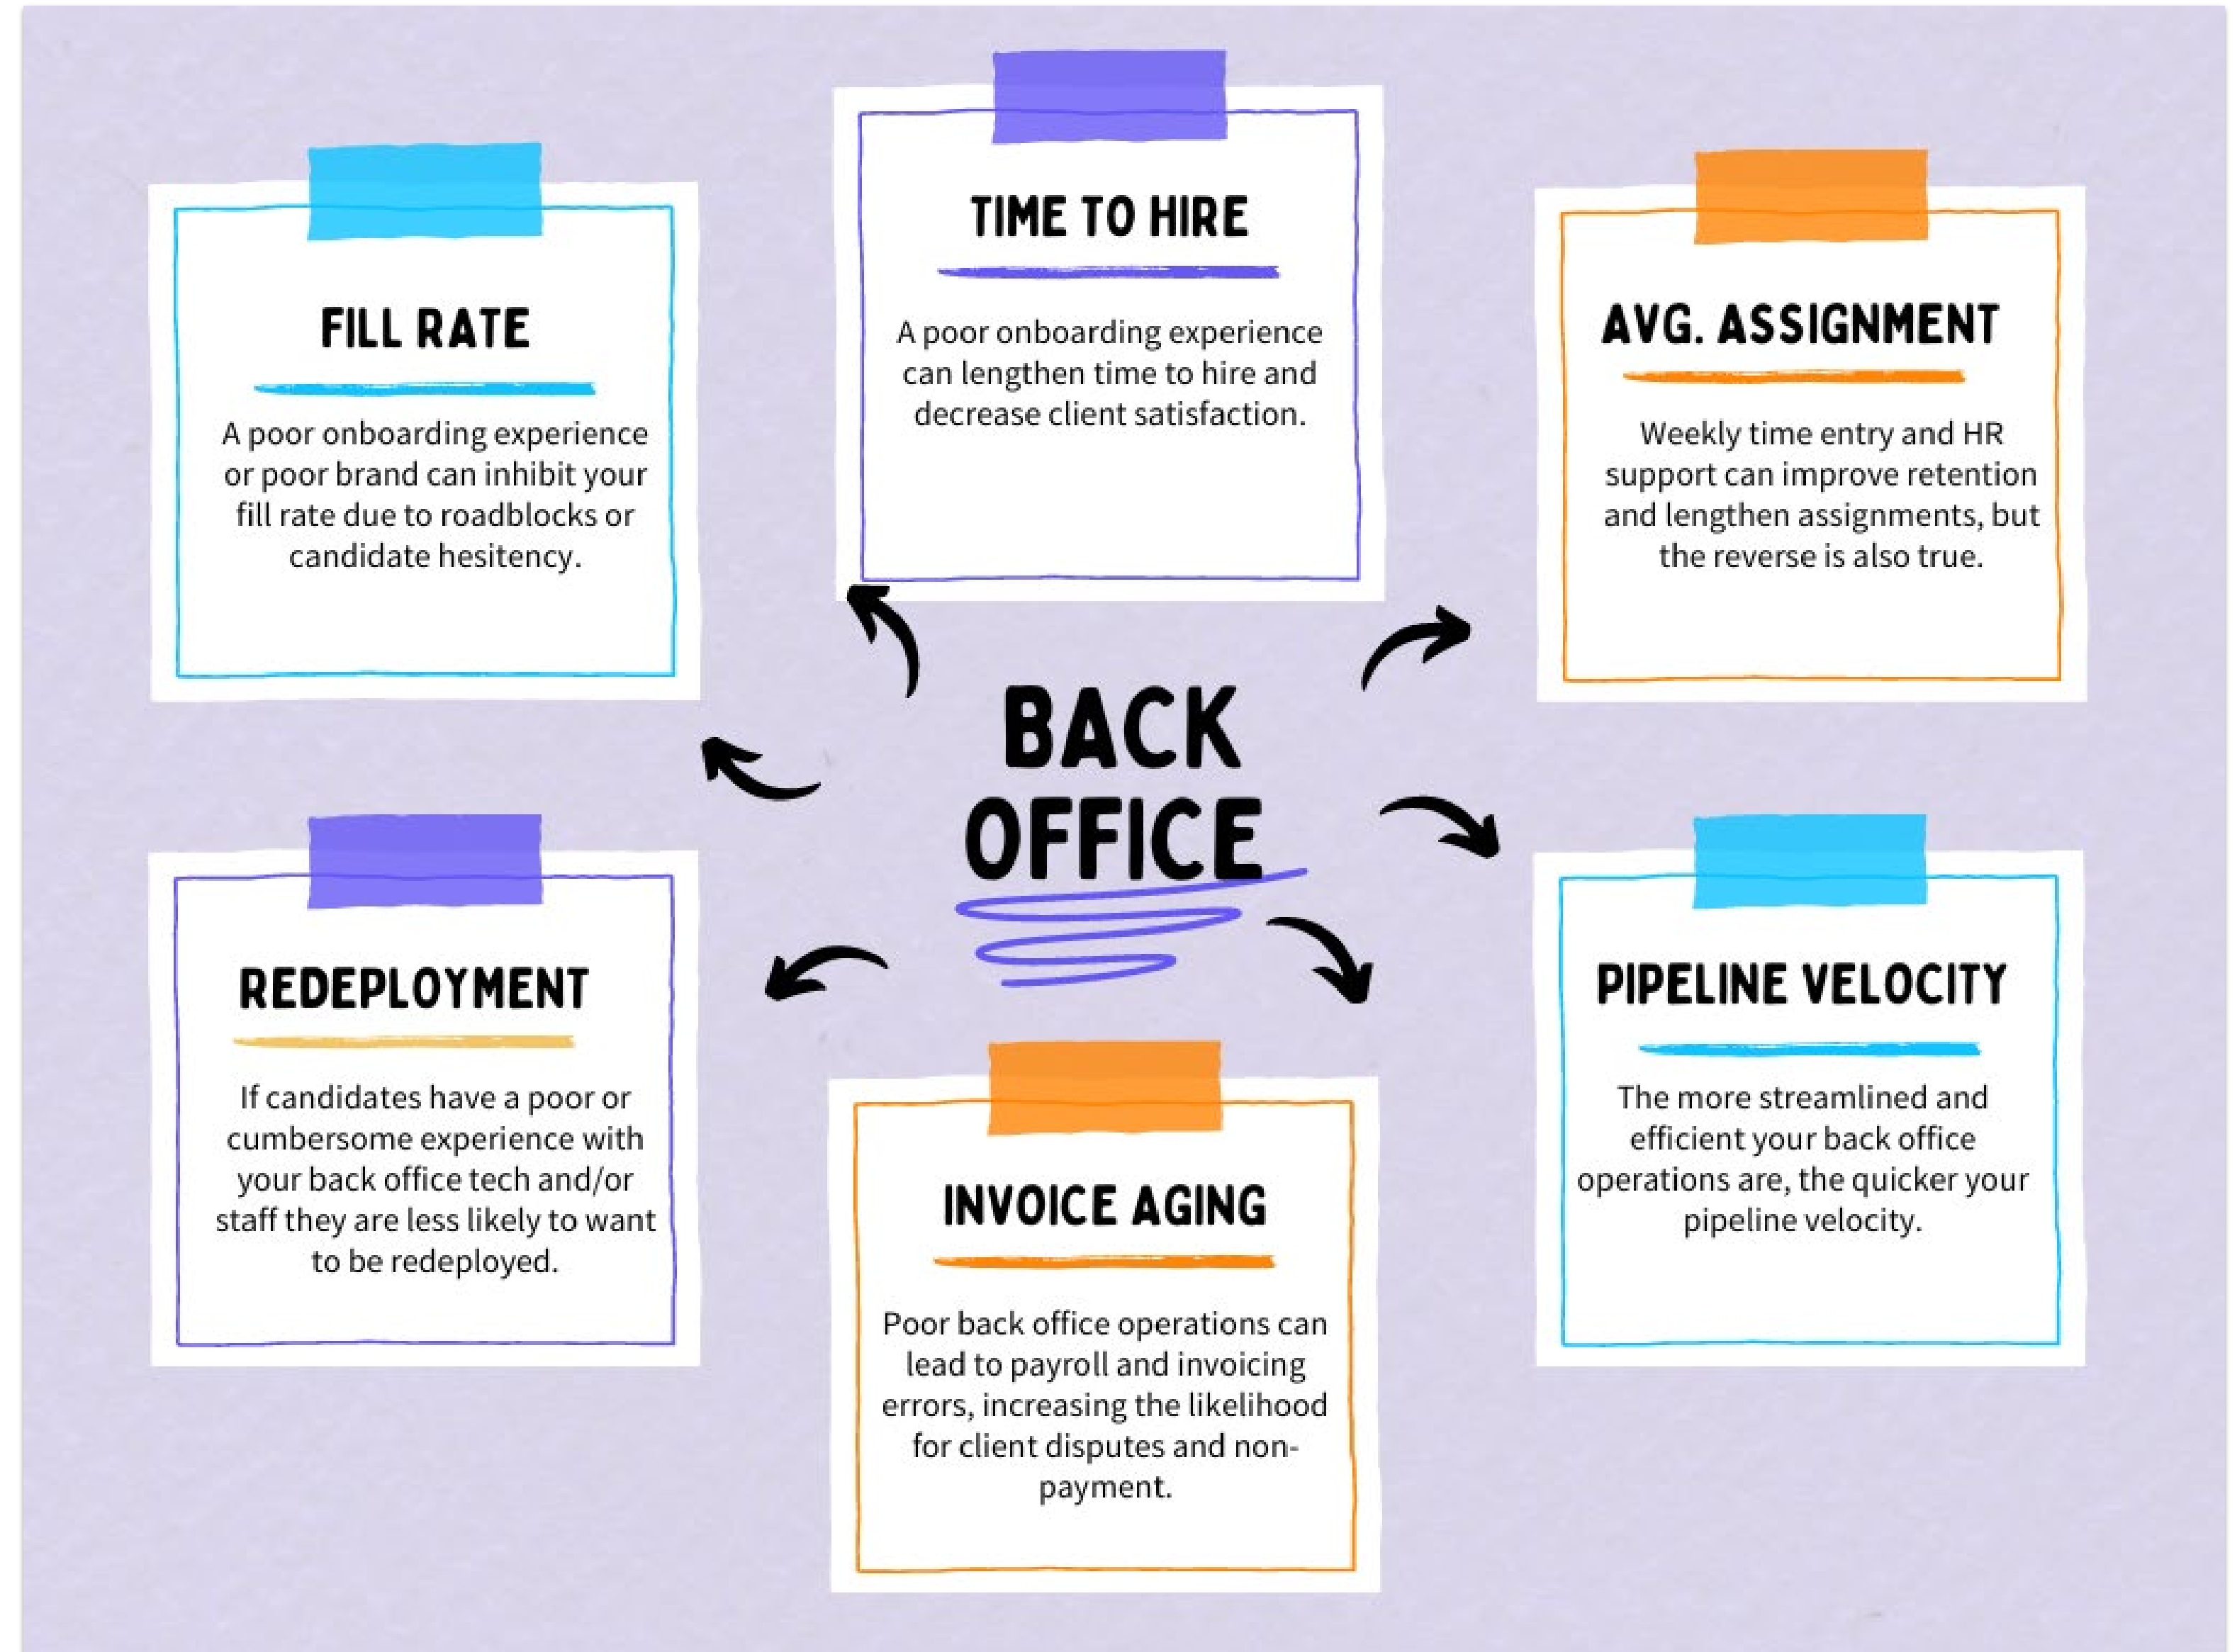 TIME TO HIRE
A poor onboarding experience
can lengthen time to hire and
decrease client satisfaction.
FILL RATE
A poor onboarding experience
or poor brand can inhibit your
fill rate due to roadblocks or
candidate hesitency.
AVG. ASSIGNMENT
Weekly time entry and HR
support can improve retention
and lengthen assignments, but
the reverse is also true.
BACK
OFFICE
REDEPLOYMENT
If candidates have a poor or
cumbersome experience with
your back office tech and/or
staff they are less likely to want
to be redeployed.
PIPELINE VELOCITY
The more streamlined and
efficient your back office
operations are, the quicker your
pipeline velocity.
INVOICE AGING
Poor back office operations can
lead to payroll and invoicing
errors, increasing the likelihood
for client disputes and non-
payment.